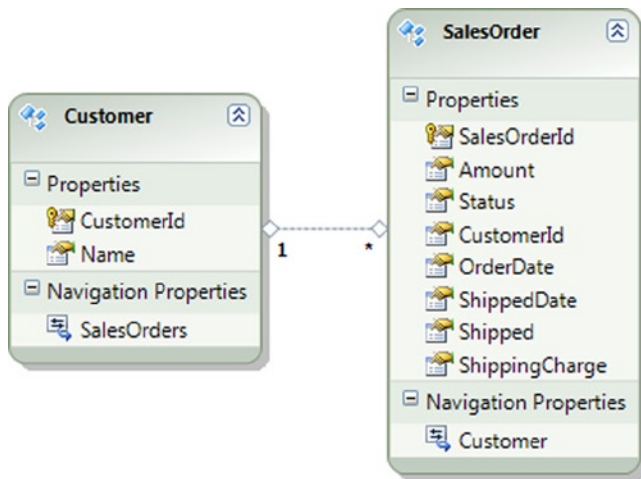 Customer
Properties
CustomerId
Name
Navigation Properties
SalesOrders
1
*
SalesOrder
Properties
SalesOrderId
Amount
Status
CustomerId
OrderDate
ShippedDate
Shipped
ShippingCharge
Navigation Properties
Customer